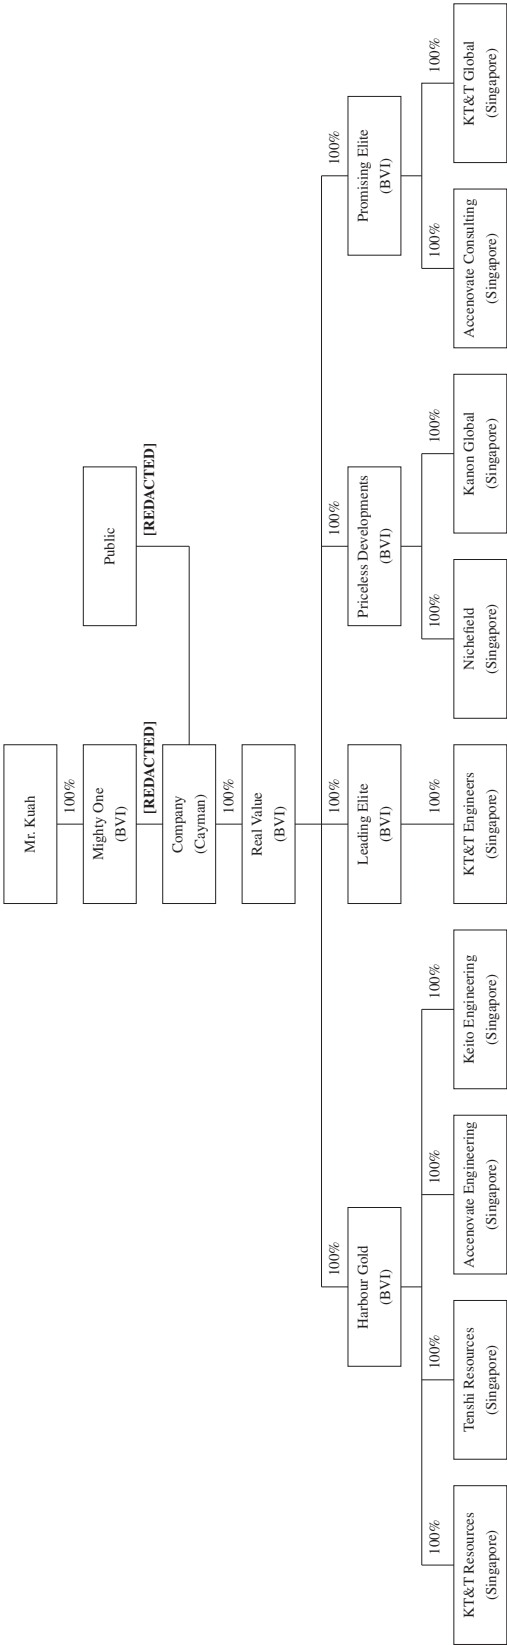 Mr. Kuah
100%
Mighty One
(BVI)
Public
[REDACTED]
[REDACTED]
Company
(Cayman)
100%
Real Value
(BVI)
100%
100%
100%
100%
Harbour Gold
(BVI)
Leading Elite
(BVI)
Priceless Developments
(BVI)
Promising Elite
(BVI)
100%
100%
100%
100%
100%
100%
100%
100%
100%
KT&T Resources
(Singapore)
Tenshi Resources
(Singapore)
Accenovate Engineering
(Singapore)
Keito Engineering
(Singapore)
KT&T Engineers
(Singapore)
Nichefield
(Singapore)
Kanon Global
(Singapore)
Accenovate Consulting
(Singapore)
KT&T Global
(Singapore)